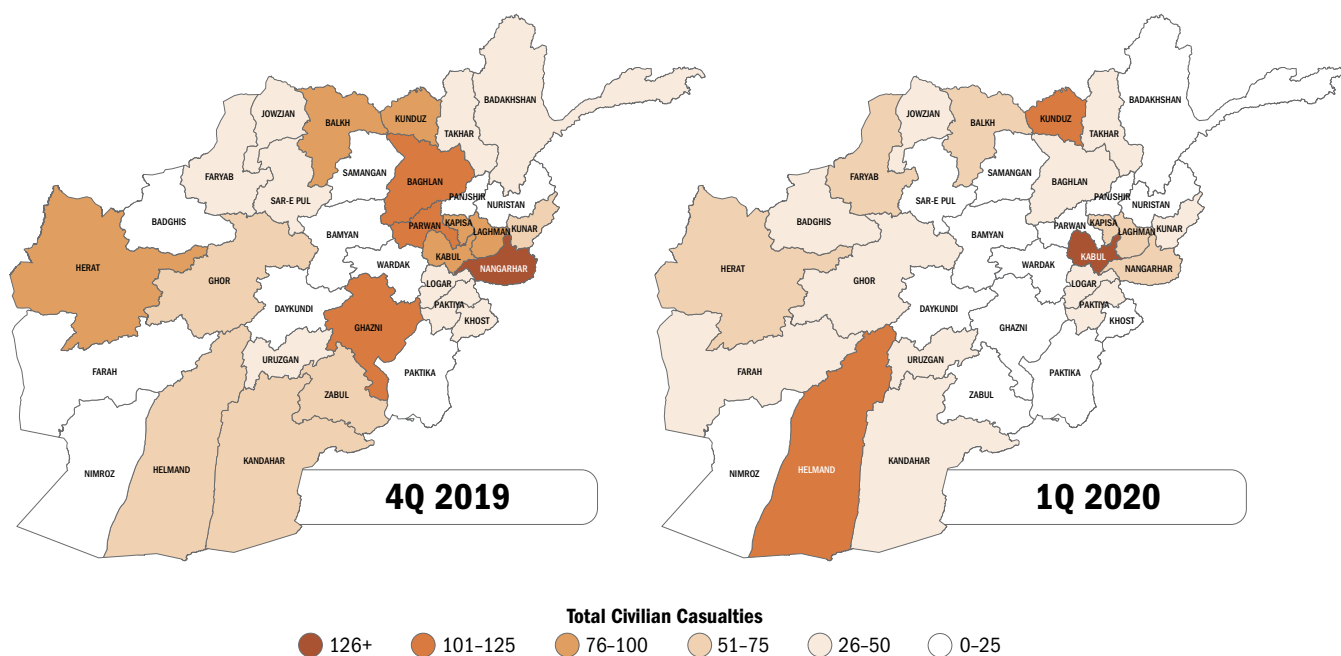 BADAKHSHAN
JOWZJAN
BALKH
KUNDUZ
TAKHAR
FARYAB
SAMANGAN
BAGHLAN
SAR-E PUL
PANJSHIR
NURISTAN
BADGHIS
BAMYAN
PARWAN
KAPISA
LAGHMAN
KUNAR
KABUL
HERAT
WARDAK
NANGARHAR
GHOR
LOGAR
DAYKUNDI
PAKTIYA
GHAZNI
KHOST
URUZGAN
FARAH
PAKTIKA
ZABUL
NIMROZ
HELMAND
KANDAHAR
4Q 2019
BADAKHSHAN
JOWZJAN
BALKH
KUNDUZ
TAKHAR
FARYAB
SAMANGAN
BAGHLAN
SAR-E PUL
PANJSHIR
NURISTAN
BADGHIS
BAMYAN
PARWAN
KAPISA
LAGHMAN
KUNAR
KABUL
HERAT
WARDAK
NANGARHAR
GHOR
LOGAR
DAYKUNDI
PAKTIYA
GHAZNI
KHOST
URUZGAN
FARAH
PAKTIKA
ZABUL
NIMROZ
HELMAND
KANDAHAR
1Q 2020
Total Civilian Casualties
126+ 101–125 76–100 51–75 26–50 0–25